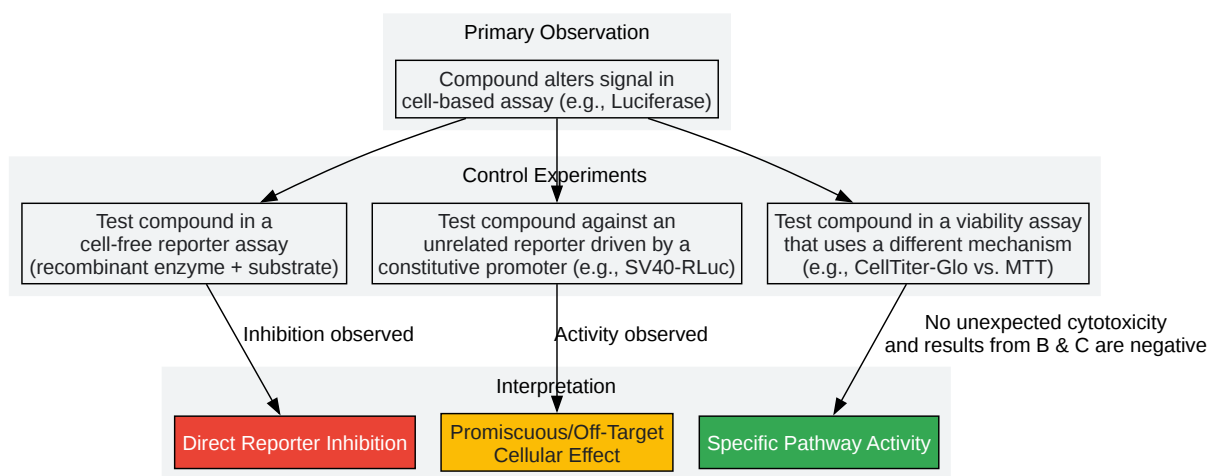 Primary Observation
Compound alters signal in
cell-based assay (e.g., Luciferase)
Control Experiments
Test compound in a
cell-free reporter assay
(recombinant enzyme + substrate)
Test compound against an
unrelated reporter driven by a
constitutive promoter (e.g., SV40-RLuc)
Test compound in a viability assay
that uses a different mechanism
(e.g., CellTiter-Glo vs. MTT)
Inhibition observed
Activity observed
No unexpected cytotoxicity
and results from B & C are negative
Interpretation
Direct Reporter Inhibition
Promiscuous/Off-Target
Cellular Effect
Specific Pathway Activity